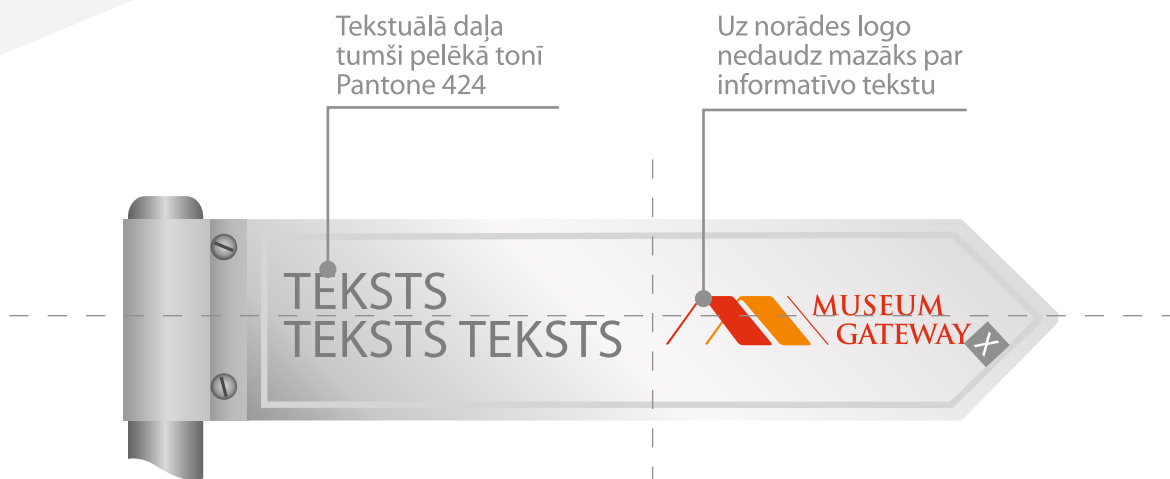 Tekstuālā daļa
tumši pelēkā tonī
Pantone 424
Uz norādes logo
nedaudz mazāks par
informatīvo tekstu
TEKSTS
TEKSTS TEKSTS
MUSEUM
GATEWAY
X